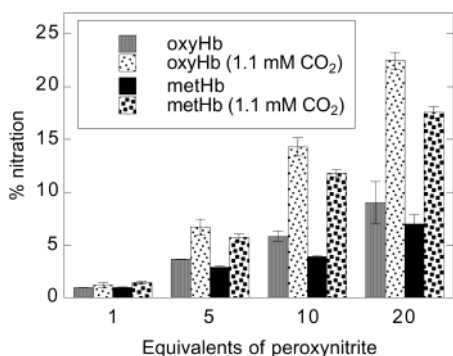 25
20
15
10
5
0
% nitration
oxyHb
oxyHb (1.1 mM CO₂)
metHb
metHb (1.1 mM CO₂)
1 5 10 20
Equivalents of peroxynitrite